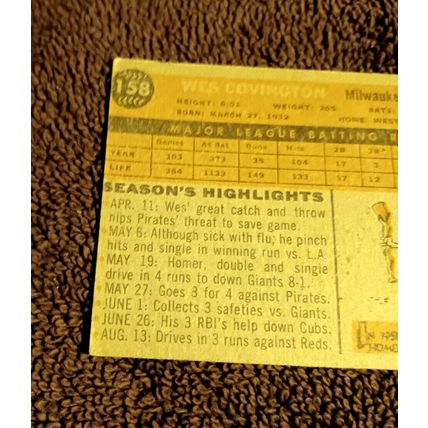 158
WES COVINGTON
Milwauke
HEIGHT: 6:01 WEIGHT: 205 BATS:
BORN: MARCH 27, 1932 HOME: WEST
MAJOR LEAGUE BATTING R
Games At Bat Runs Hits 2B 3B
YEAR 103 373 38 104 17 3
LIFE 364 1133 149 333 37 12
SEASON'S HIGHLIGHTS
APR. 11: Wes' great catch and throw
nips Pirates' threat to save game.
MAY 6: Although sick with flu; he pinch
hits and single in winning run vs. L.A.
MAY 19: Homer, double and single
drive in 4 runs to down Giants 8-1.
MAY 27: Goes 3 for 4 against Pirates.
JUNE 1: Collects 3 safeties vs. Giants.
JUNE 26: His 3 RBI's help down Cubs.
AUG. 13: Drives in 3 runs against Reds.
IN 195
HOME